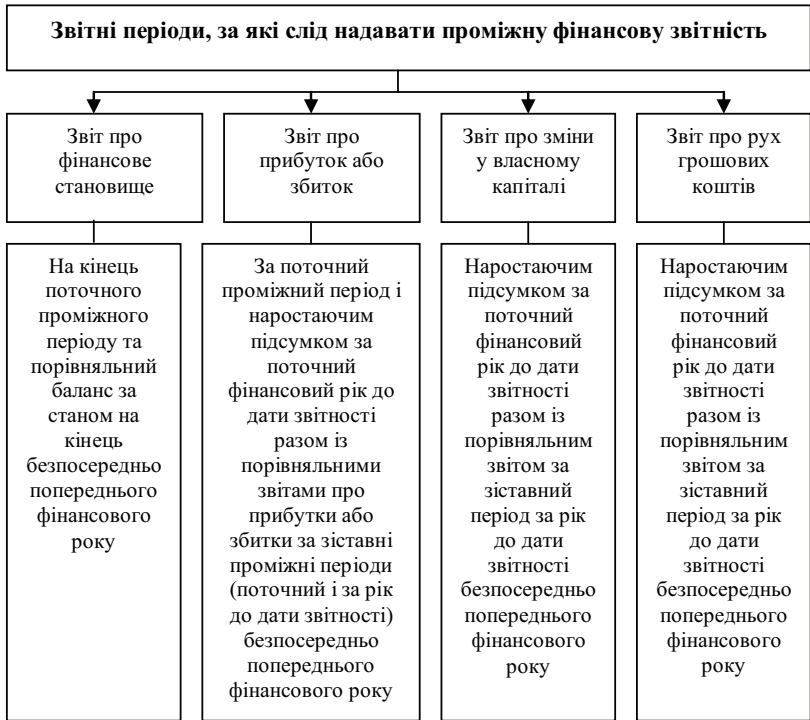 Звітні періоди, за які слід надавати проміжну фінансову звітність
Звіт про
фінансове
становище
Звіт про
прибуток або
збиток
Звіт про зміни
у власному
капіталі
Звіт про рух
грошових
коштів
На кінець
поточного
проміжного
періоду та
порівняльний
баланс за
станом на
кінець
безпосередньо
попереднього
фінансового
року
За поточний
проміжний період і
наростаючим
підсумком за
поточний
фінансовий рік до
дати звітності
разом із
порівняльними
звітами про
прибутки або
збитки за зіставні
проміжні періоди
(поточний і за рік
до дати звітності)
безпосередньо
попереднього
фінансового року
Наростаючим
підсумком за
поточний
фінансовий
рік до дати
звітності
разом із
порівняльним
звітом за
зіставний
період за рік
до дати
звітності
безпосередньо
попереднього
фінансового
року
Наростаючим
підсумком за
поточний
фінансовий
рік до дати
звітності
разом із
порівняльним
звітом за
зіставний
період за рік
до дати
звітності
безпосередньо
попереднього
фінансового
року